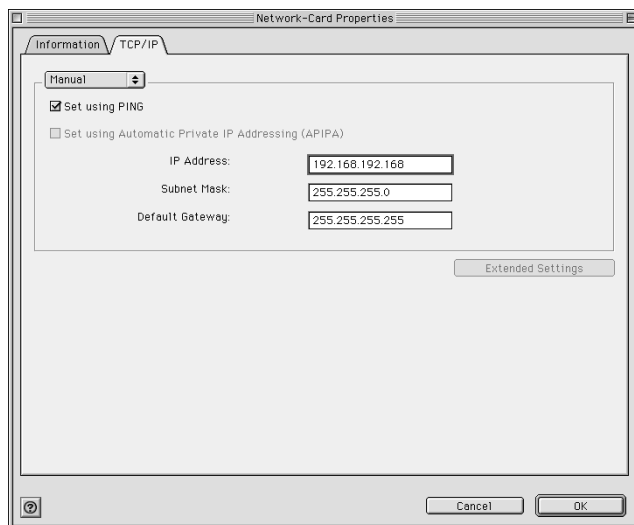 Network-Card Properties
Information
TCP/IP
Manual
Set using PING
Set using Automatic Private IP Addressing (APIPA)
IP Address:
192.168.192.168
Subnet Mask:
255.255.255.0
Default Gateway:
255.255.255.255
Extended Settings
?
Cancel
OK